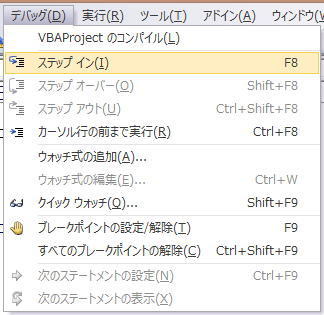 デバッグ(D) 実行(R) ツール(T) アドイン(A) ウィンドウ(
VBAProject のコンパイル(L)
ステップ イン(I) F8
ステップ オーバー(O) Shift+F8
ステップ アウト(U) Ctrl+Shift+F8
カーソル行の前まで実行(R) Ctrl+F8
ウォッチ式の追加(A)...
ウォッチ式の編集(E)... Ctrl+W
クイック ウォッチ(Q)... Shift+F9
ブレークポイントの設定/解除(T) F9
すべてのブレークポイントの解除(C) Ctrl+Shift+F9
次のステートメントの設定(N) Ctrl+F9
次のステートメントの表示(X)